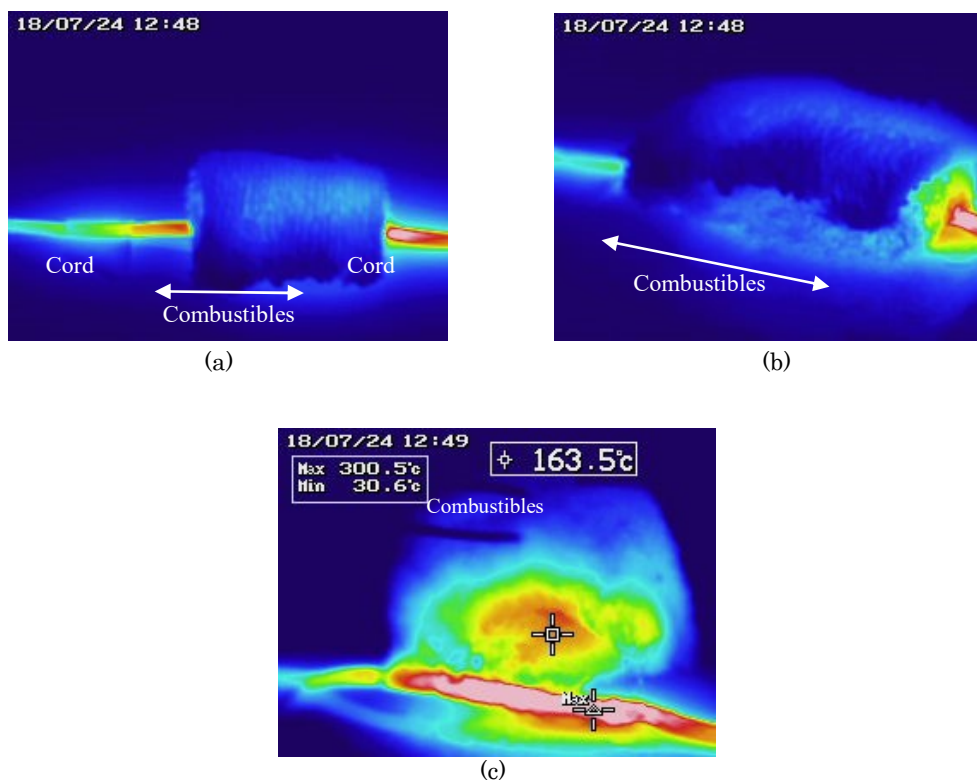 18/07/24 12:48
Cord
Cord
Combustibles
(a)
18/07/24 12:48
Combustibles
(b)
18/07/24 12:49
Max 300.5℃
Min 30.6℃
163.5℃
Combustibles
Max
(c)